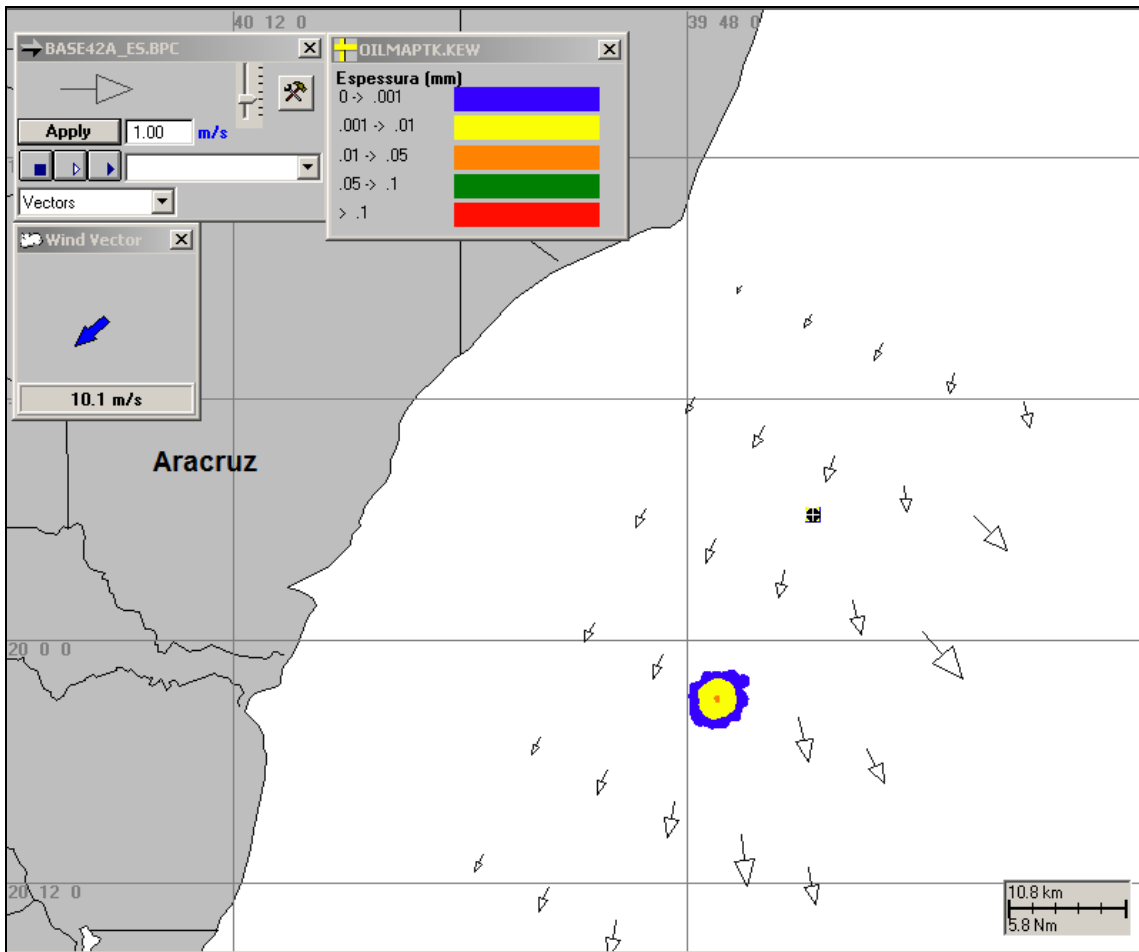 40 12 0
39 48 0
BASE42A_ES.BPC
Apply
1.00
m/s
Vectors
OILMAPTK.KEW
Espessura (mm)
0 -> .001
.001 -> .01
.01 -> .05
.05 -> .1
> .1
Wind Vector
10.1 m/s
Aracruz
20 0 0
20 12 0
10.8 km
5.8 Nm